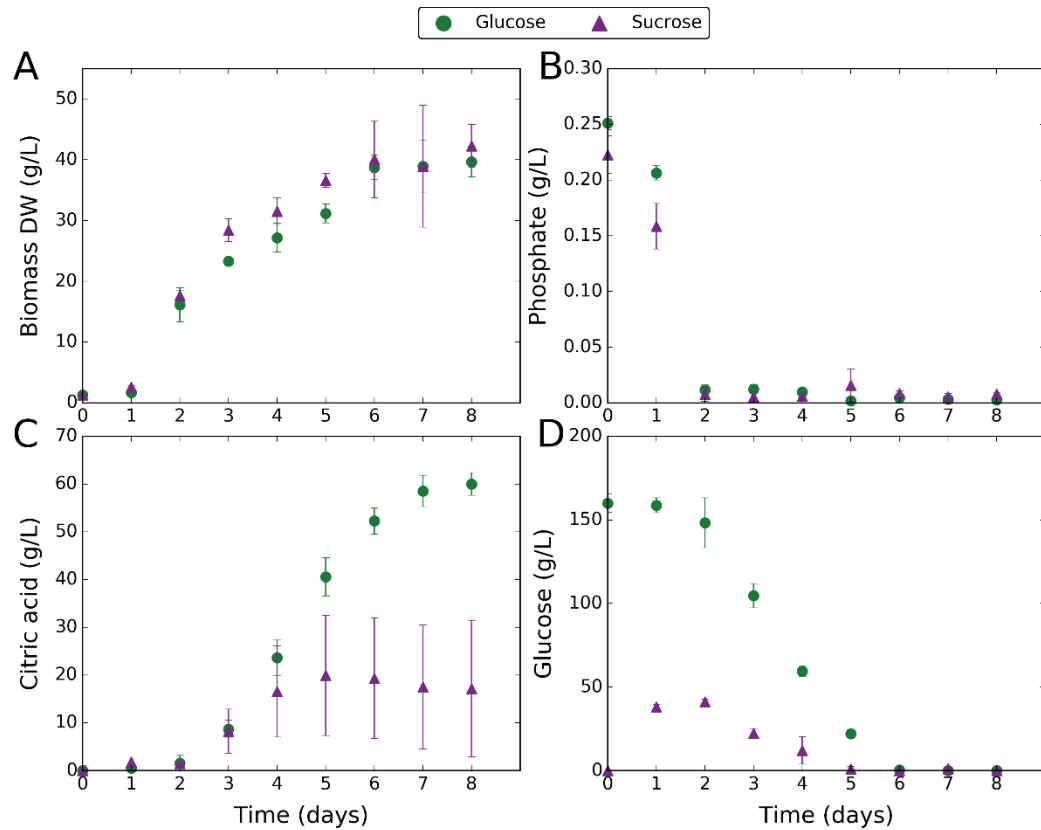 Glucose Sucrose
A
B
Biomass DW (g/L)
50
40
30
20
10
0
0 1 2 3 4 5 6 7 8
Phosphate (g/L)
0.30
0.25
0.20
0.15
0.10
0.05
0.00
0 1 2 3 4 5 6 7 8
C
D
Citric acid (g/L)
70
60
50
40
30
20
10
0
0 1 2 3 4 5 6 7 8
Time (days)
Glucose (g/L)
200
150
100
50
0
0 1 2 3 4 5 6 7 8
Time (days)